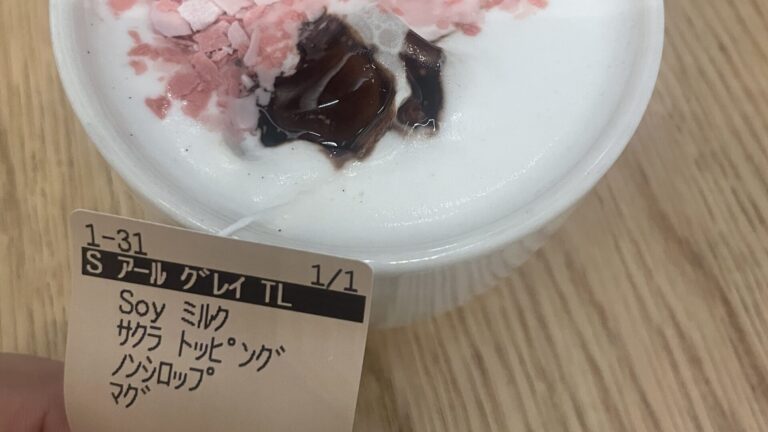 1-31 1/1
S アール グレイ TL
Soy ミルク
サクラ トッピング
ノンシロップ
マグ